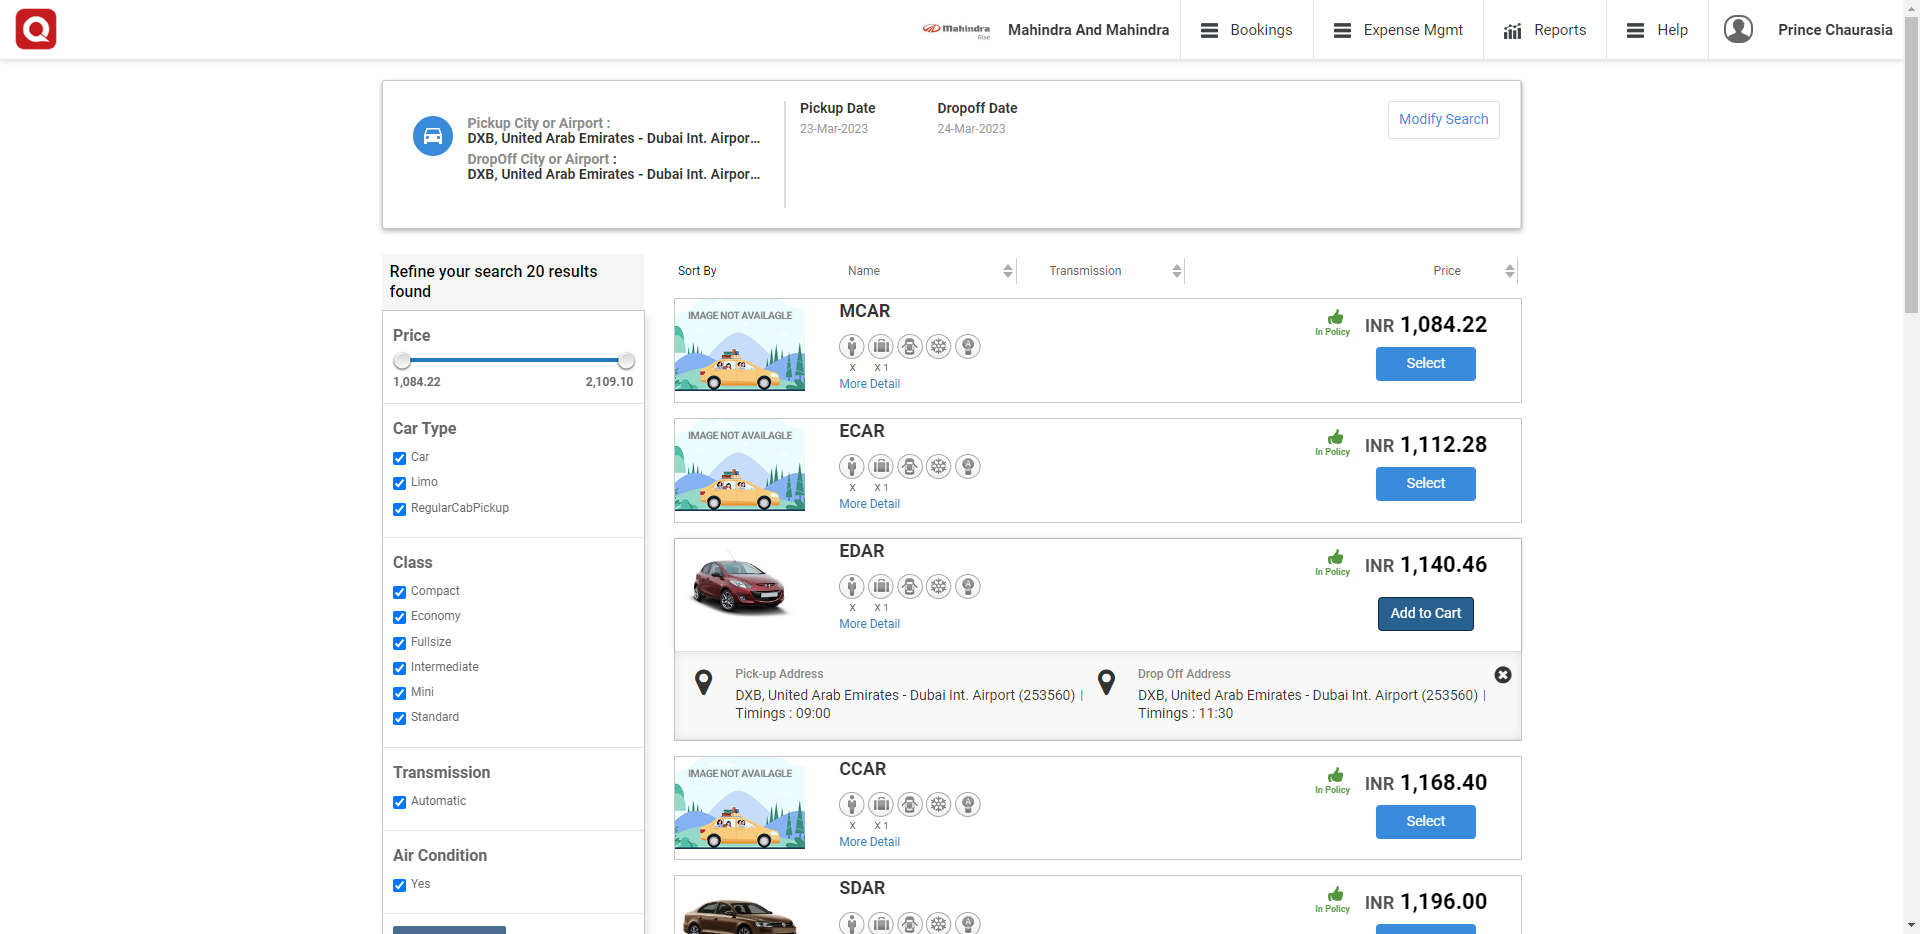 Mahindra
Rise
Mahindra And Mahindra
Bookings
Expense Mgmt
Reports
Help
Prince Chaurasia
Pickup City or Airport :
DXB, United Arab Emirates - Dubai Int. Airpor...
DropOff City or Airport :
DXB, United Arab Emirates - Dubai Int. Airpor...
Pickup Date
23-Mar-2023
Dropoff Date
24-Mar-2023
Modify Search
Refine your search 20 results
found
Price
1,084.22
2,109.10
Car Type
Car
Limo
RegularCabPickup
Class
Compact
Economy
Fullsize
Intermediate
Mini
Standard
Transmission
Automatic
Air Condition
Yes
Sort By
Name
Transmission
Price
IMAGE NOT AVAILAGLE
MCAR
X
X 1
More Detail
In Policy
INR 1,084.22
Select
IMAGE NOT AVAILAGLE
ECAR
X
X 1
More Detail
In Policy
INR 1,112.28
Select
EDAR
X
X 1
More Detail
In Policy
INR 1,140.46
Add to Cart
Pick-up Address
DXB, United Arab Emirates - Dubai Int. Airport (253560) |
Timings : 09:00
Drop Off Address
DXB, United Arab Emirates - Dubai Int. Airport (253560) |
Timings : 11:30
IMAGE NOT AVAILAGLE
CCAR
X
X 1
More Detail
In Policy
INR 1,168.40
Select
SDAR
In Policy
INR 1,196.00